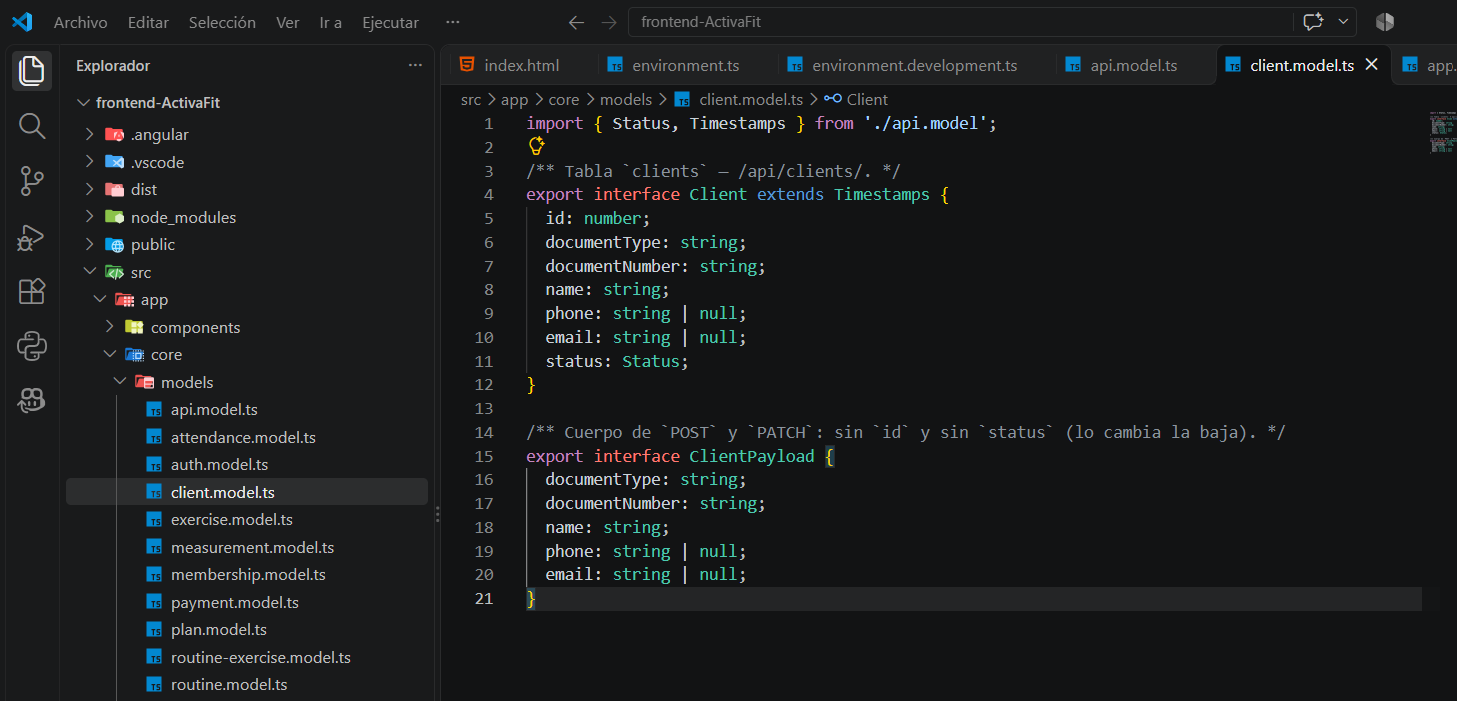 Archivo Editar Selección Ver Ir a Ejecutar ··· frontend-ActivaFit
Explorador ···
frontend-ActivaFit
.angular
.vscode
dist
node_modules
public
src
app
components
core
models
api.model.ts
attendance.model.ts
auth.model.ts
client.model.ts
exercise.model.ts
measurement.model.ts
membership.model.ts
payment.model.ts
plan.model.ts
routine-exercise.model.ts
routine.model.ts
index.html environment.ts environment.development.ts api.model.ts client.model.ts app.
src > app > core > models > client.model.ts > Client
1 import { Status, Timestamps } from './api.model';
2
3 /** Tabla `clients` — /api/clients/. */
4 export interface Client extends Timestamps {
5 id: number;
6 documentType: string;
7 documentNumber: string;
8 name: string;
9 phone: string | null;
10 email: string | null;
11 status: Status;
12 }
13
14 /** Cuerpo de `POST` y `PATCH`: sin `id` y sin `status` (lo cambia la baja). */
15 export interface ClientPayload {
16 documentType: string;
17 documentNumber: string;
18 name: string;
19 phone: string | null;
20 email: string | null;
21 }